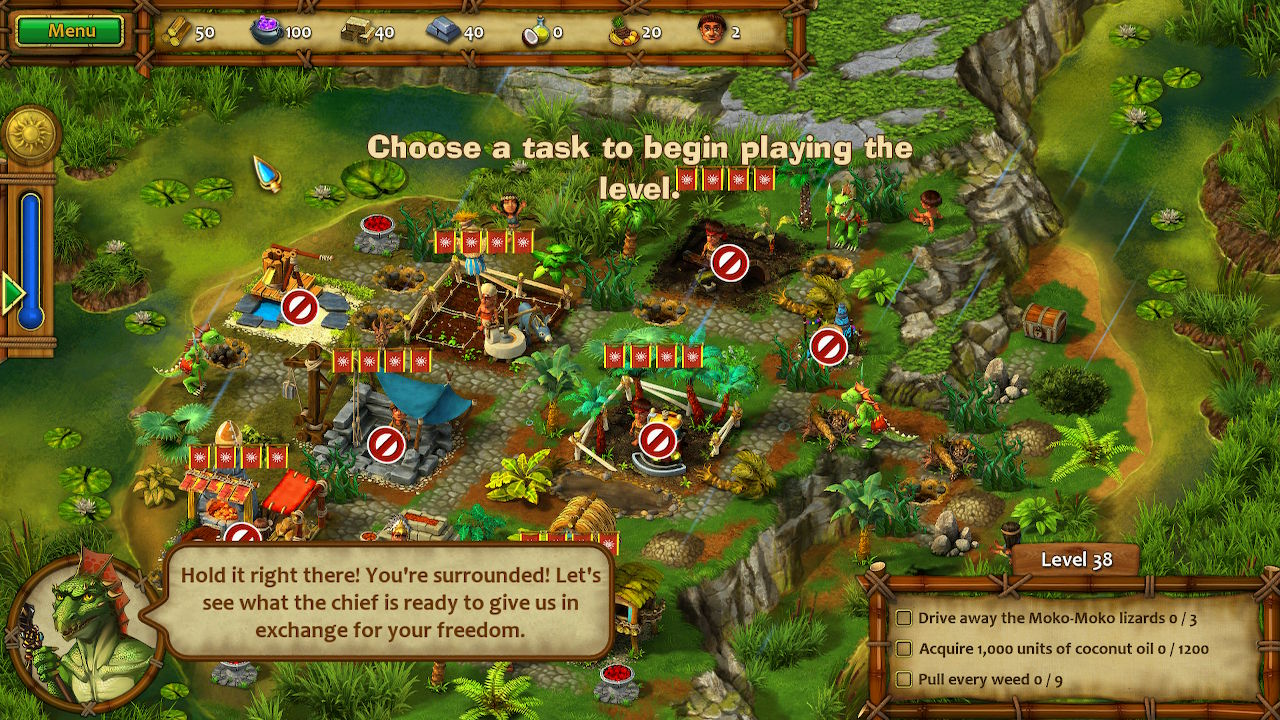 Menu
50
100
40
40
0
20
2
Choose a task to begin playing the
level.
Hold it right there! You're surrounded! Let's
see what the chief is ready to give us in
exchange for your freedom.
Level 38
Drive away the Moko-Moko lizards 0 / 3
Acquire 1,000 units of coconut oil 0 / 1200
Pull every weed 0 / 9